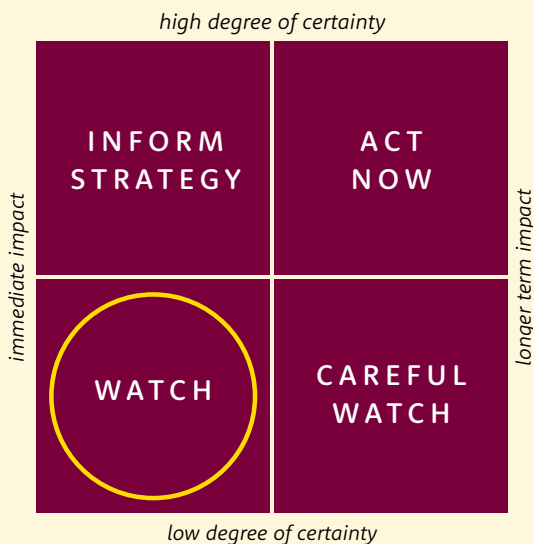 high degree of certainty
INFORM
STRATEGY
ACT
NOW
immediate impact
longer term impact
WATCH
CAREFUL
WATCH
low degree of certainty